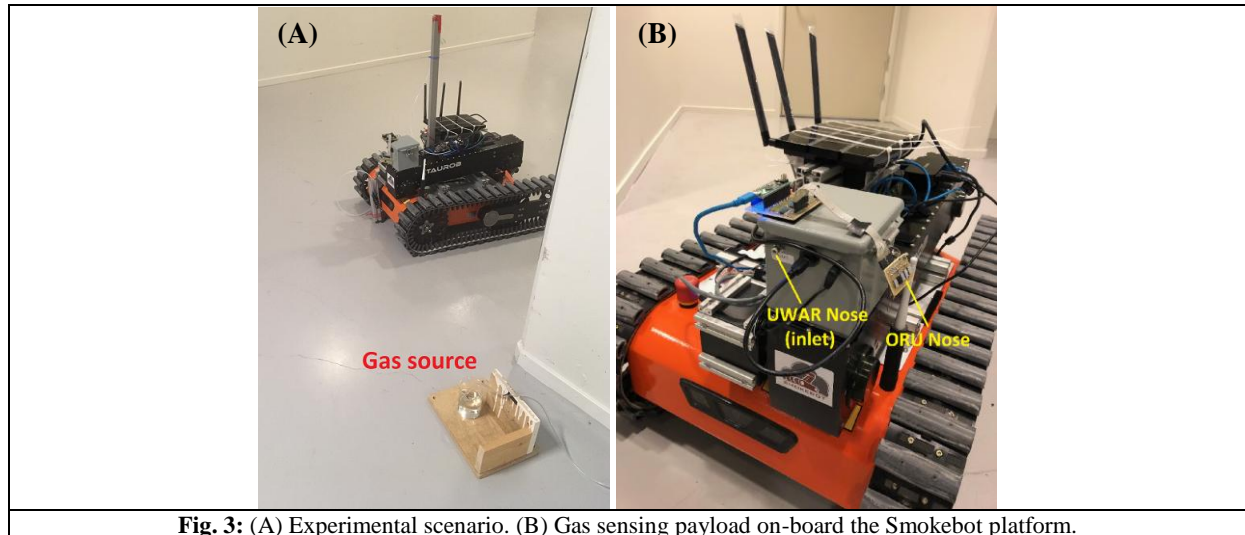 (A)
TAUROB
Gas source
(B)
UWAR Nose
(inlet)
ORU Nose
Fig. 3: (A) Experimental scenario. (B) Gas sensing payload on-board the Smokebot platform.